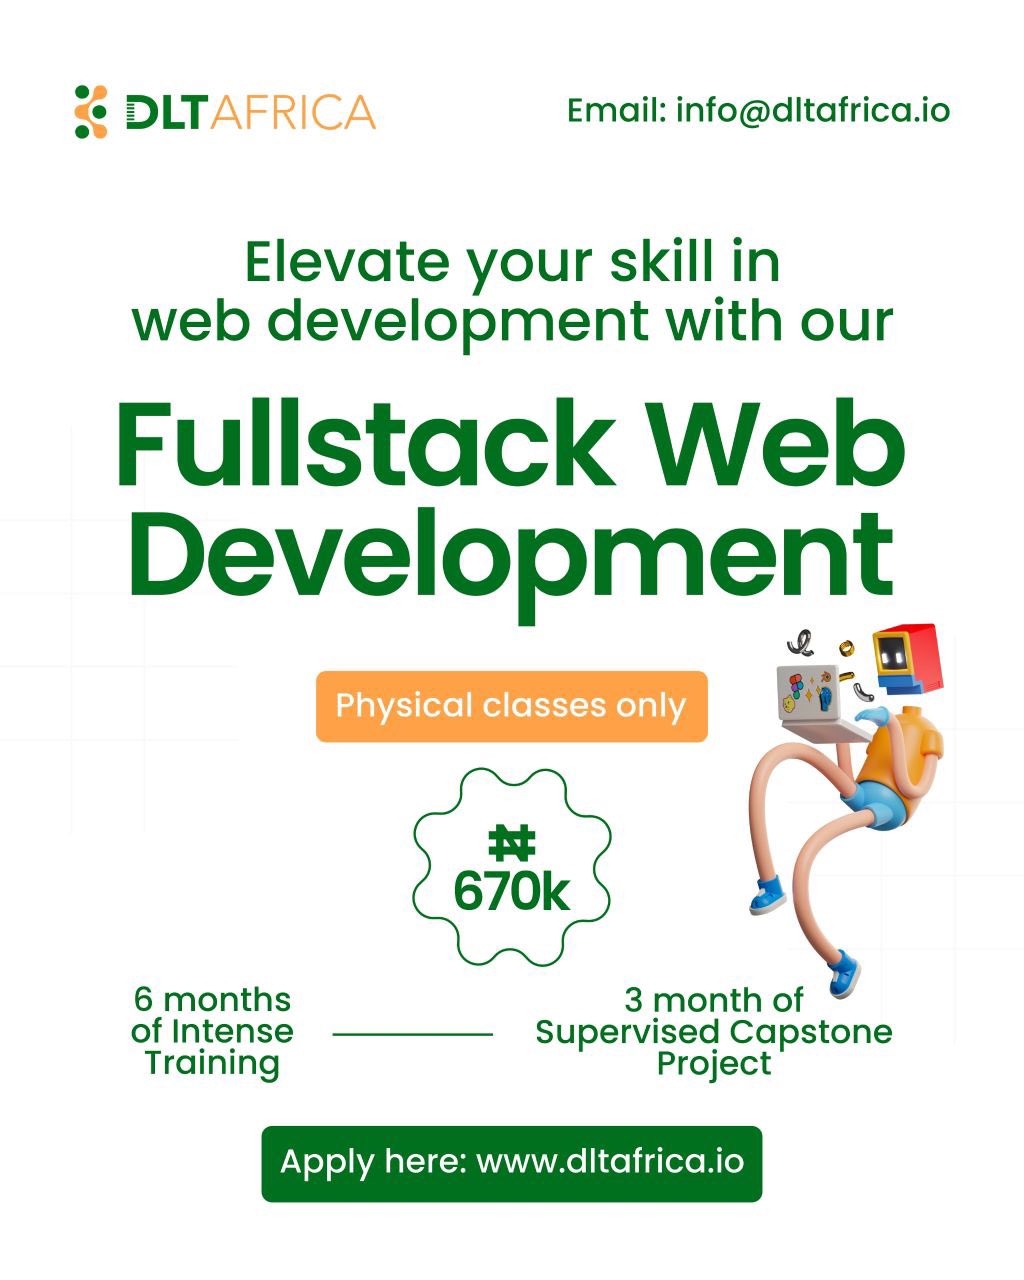 DLTAFRICA
Email: info@dltafrica.io
Elevate your skill in
web development with our
Fullstack Web
Development
Physical classes only
₦
670k
6 months
of Intense
Training
3 month of
Supervised Capstone
Project
Apply here: www.dltafrica.io